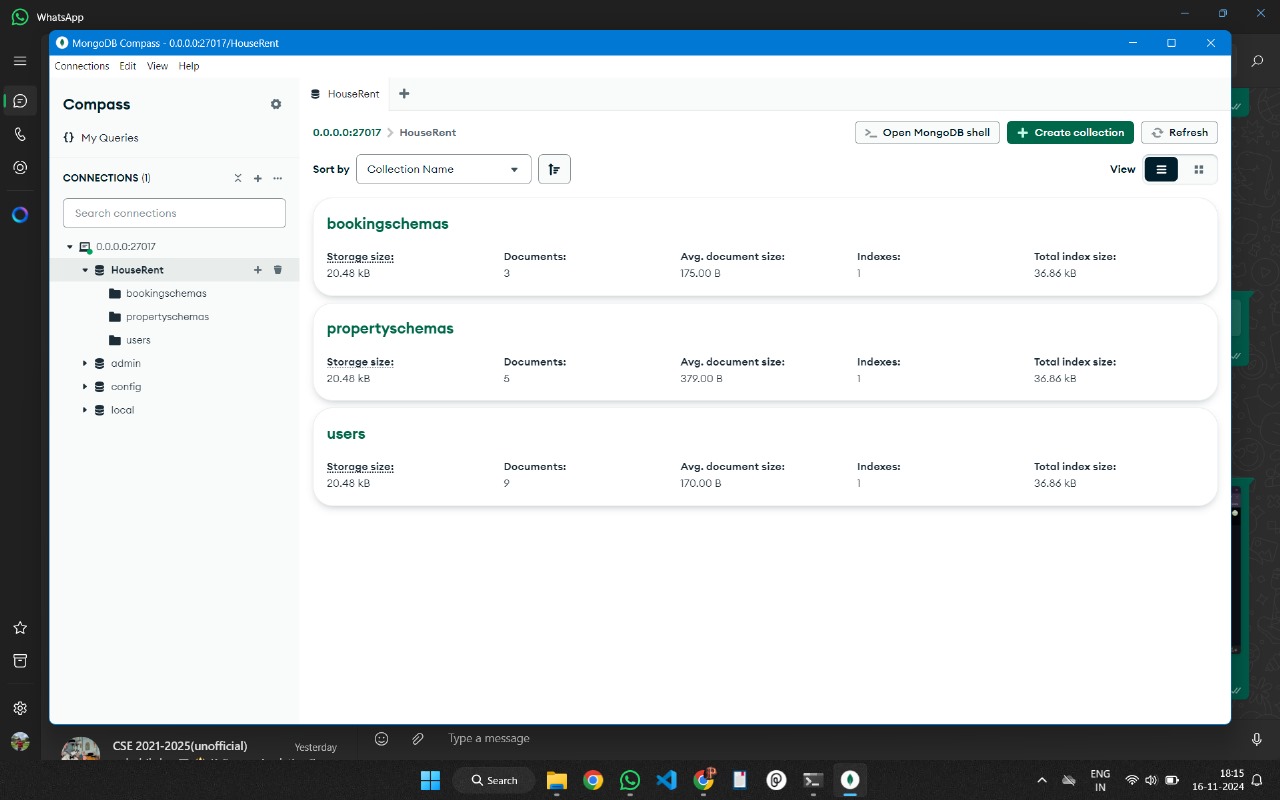 WhatsApp
MongoDB Compass - 0.0.0.0:27017/HouseRent
Connections Edit View Help
Compass
{} My Queries
CONNECTIONS (1)
Search connections
0.0.0.0:27017
HouseRent
bookingschemas
propertyschemas
users
admin
config
local
HouseRent
0.0.0.0:27017 > HouseRent
>_ Open MongoDB shell
+ Create collection
Refresh
Sort by Collection Name
View
bookingschemas
Storage size: Documents: Avg. document size: Indexes: Total index size:
20.48 kB 3 175.00 B 1 36.86 kB
propertyschemas
Storage size: Documents: Avg. document size: Indexes: Total index size:
20.48 kB 5 379.00 B 1 36.86 kB
users
Storage size: Documents: Avg. document size: Indexes: Total index size:
20.48 kB 9 170.00 B 1 36.86 kB
CSE 2021-2025(unofficial) Yesterday
Type a message
Search
ENG
IN
18:15
16-11-2024